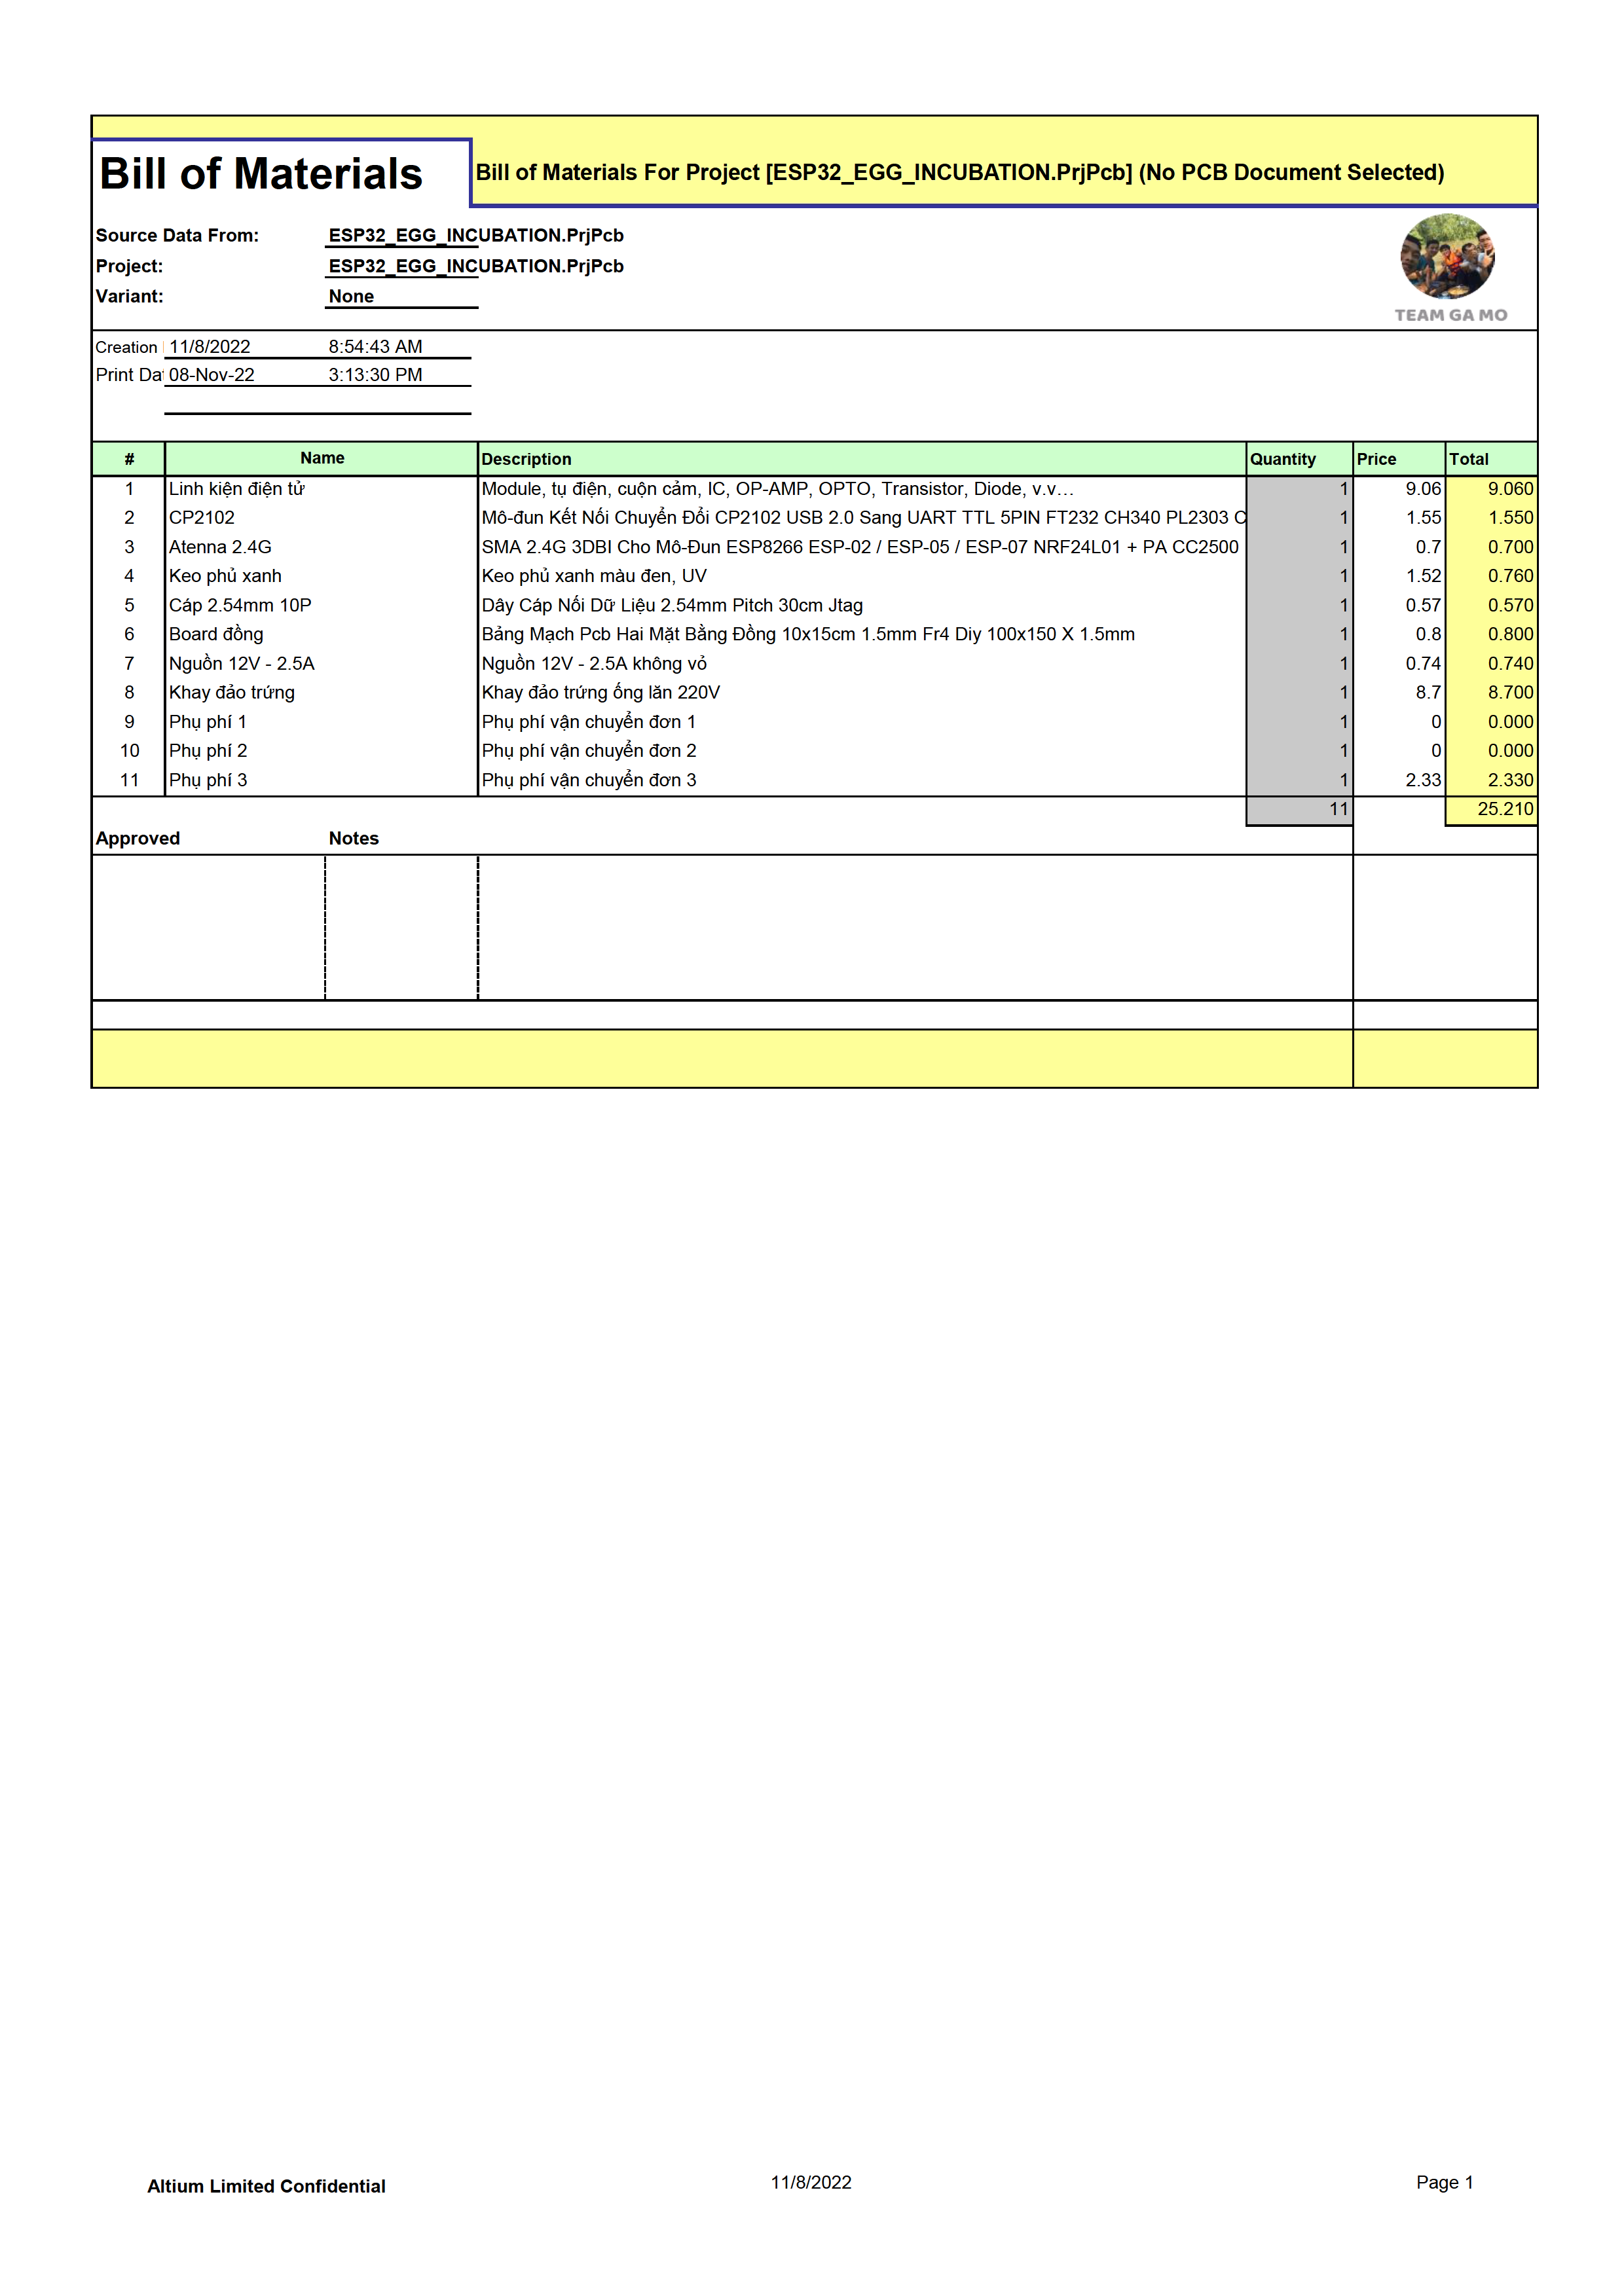 Bill of Materials
Bill of Materials For Project [ESP32_EGG_INCUBATION.PrjPcb] (No PCB Document Selected)
Source Data From: ESP32_EGG_INCUBATION.PrjPcb
Project: ESP32_EGG_INCUBATION.PrjPcb
Variant: None
TEAM GA MO
Creation 11/8/2022 8:54:43 AM
Print Da 08-Nov-22 3:13:30 PM
# Name Description Quantity Price Total
1 Linh kiện điện tử Module, tụ điện, cuộn cảm, IC, OP-AMP, OPTO, Transistor, Diode, v.v… 1 9.06 9.060
2 CP2102 Mô-đun Kết Nối Chuyển Đổi CP2102 USB 2.0 Sang UART TTL 5PIN FT232 CH340 PL2303 C 1 1.55 1.550
3 Atenna 2.4G SMA 2.4G 3DBI Cho Mô-Đun ESP8266 ESP-02 / ESP-05 / ESP-07 NRF24L01 + PA CC2500 1 0.7 0.700
4 Keo phủ xanh Keo phủ xanh màu đen, UV 1 1.52 0.760
5 Cáp 2.54mm 10P Dây Cáp Nối Dữ Liệu 2.54mm Pitch 30cm Jtag 1 0.57 0.570
6 Board đồng Bảng Mạch Pcb Hai Mặt Bằng Đồng 10x15cm 1.5mm Fr4 Diy 100x150 X 1.5mm 1 0.8 0.800
7 Nguồn 12V - 2.5A Nguồn 12V - 2.5A không vỏ 1 0.74 0.740
8 Khay đảo trứng Khay đảo trứng ống lăn 220V 1 8.7 8.700
9 Phụ phí 1 Phụ phí vận chuyển đơn 1 1 0 0.000
10 Phụ phí 2 Phụ phí vận chuyển đơn 2 1 0 0.000
11 Phụ phí 3 Phụ phí vận chuyển đơn 3 1 2.33 2.330
11 25.210
Approved Notes
Altium Limited Confidential 11/8/2022 Page 1